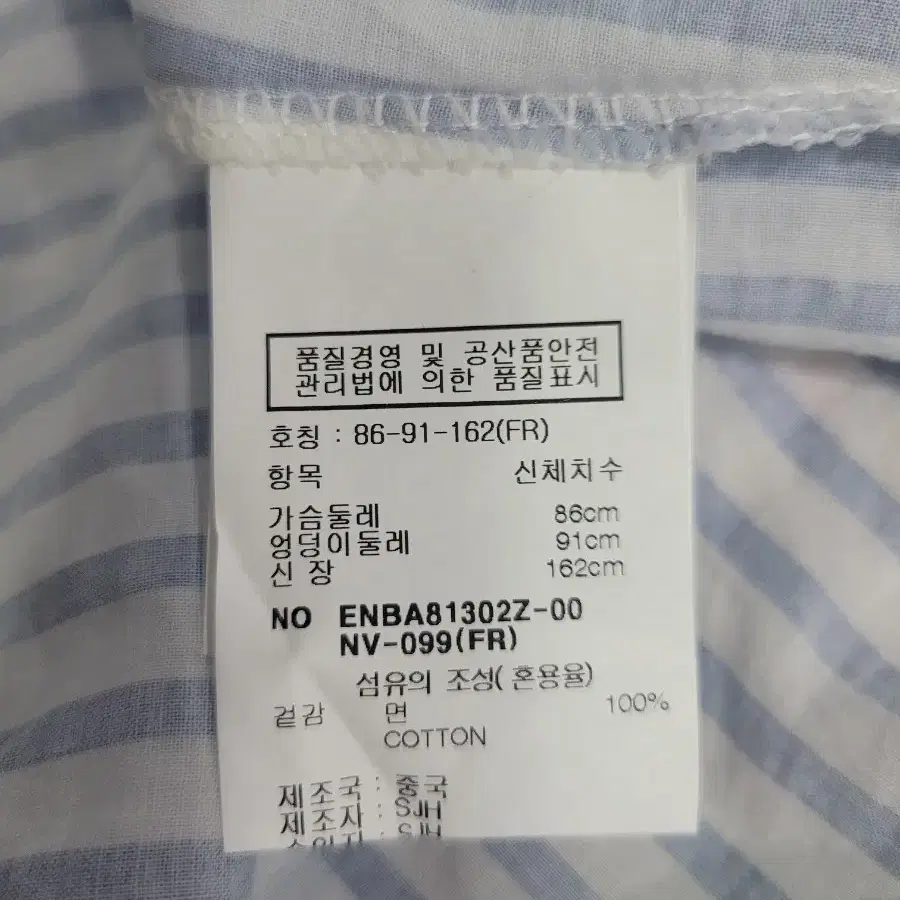 품질경영 및 공산품안전
관리법에 의한 품질표시
호칭 : 86-91-162(FR)
항목 신체치수
가슴둘레 86cm
엉덩이둘레 91cm
신 장 162cm
NO ENBA81302Z-00
NV-099(FR)
섬유의 조성( 혼용율)
겉감 면 100%
COTTON
제조국 : 중국
제조자 : SJH